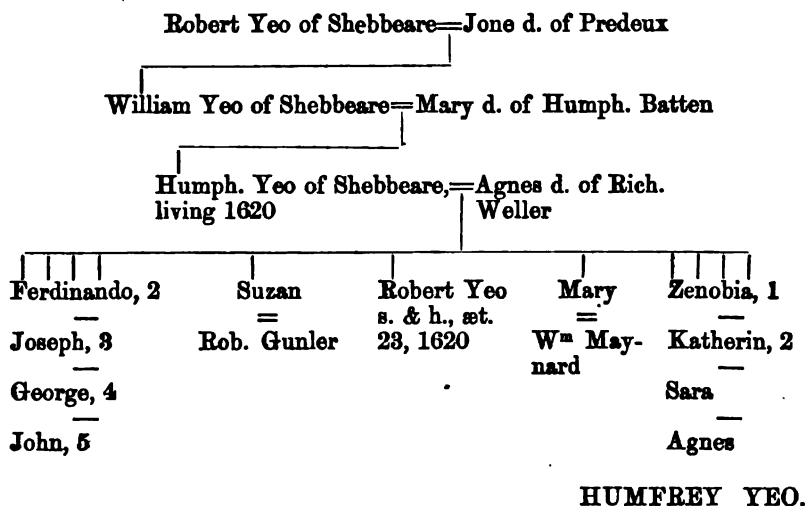 Robert Yeo of Shebbeare=Jone d. of Predeux
William Yeo of Shebbeare=Mary d. of Humph. Batten
Humph. Yeo of Shebbeare,=Agnes d. of Rich.
living 1620 Weller
Ferdinando, 2 Suzan Robert Yeo Mary Zenobia, 1
= s. & h., æt. =
Joseph, 3 Rob. Gunler 23, 1620 Wm May- Katherin, 2
nard
George, 4 Sara
John, 5 Agnes
HUMFREY YEO.